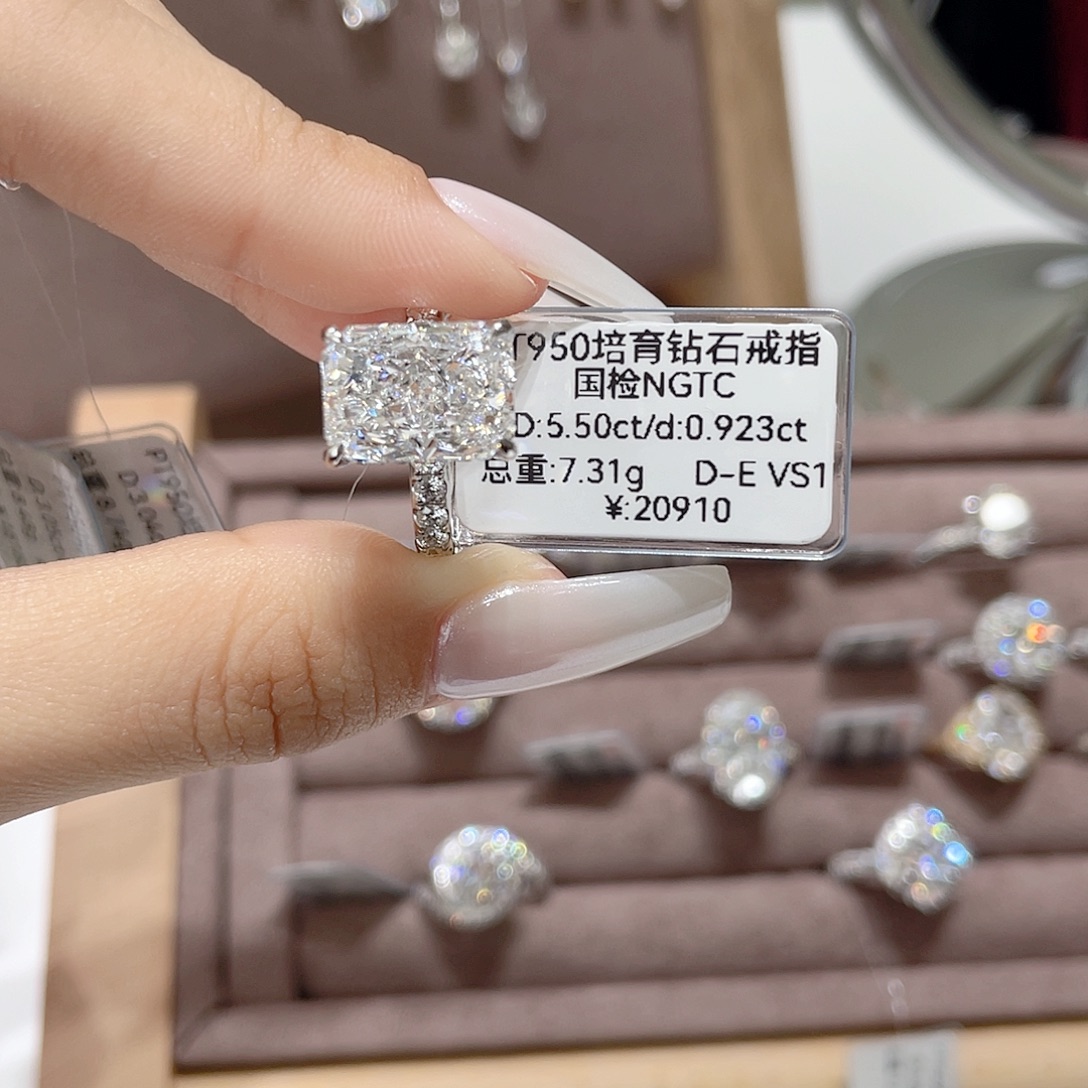 T950培育钻石戒指
国检NGTC
D:5.50ct/d:0.923ct
总重:7.31g D-E VS1
¥:20910